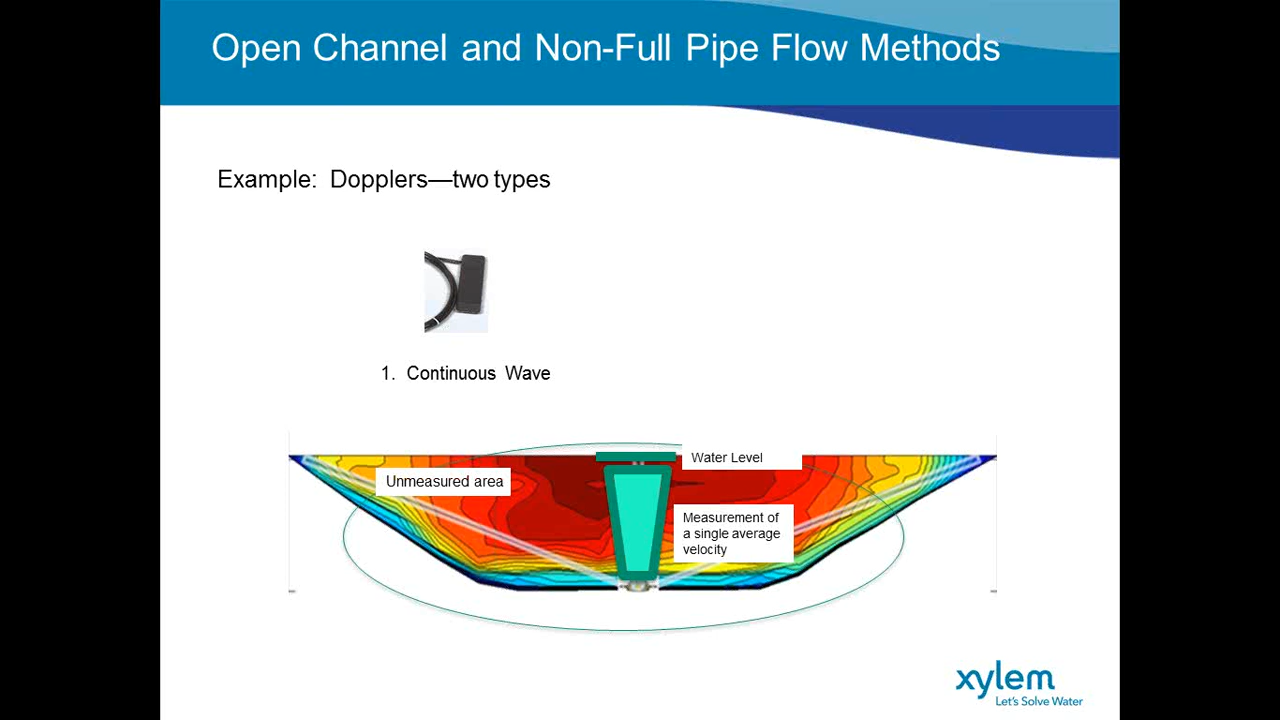 Open Channel and Non-Full Pipe Flow Methods
Example: Dopplers—two types
1. Continuous Wave
Water Level
Unmeasured area
Measurement of
a single average
velocity
xylem
Let's Solve Water